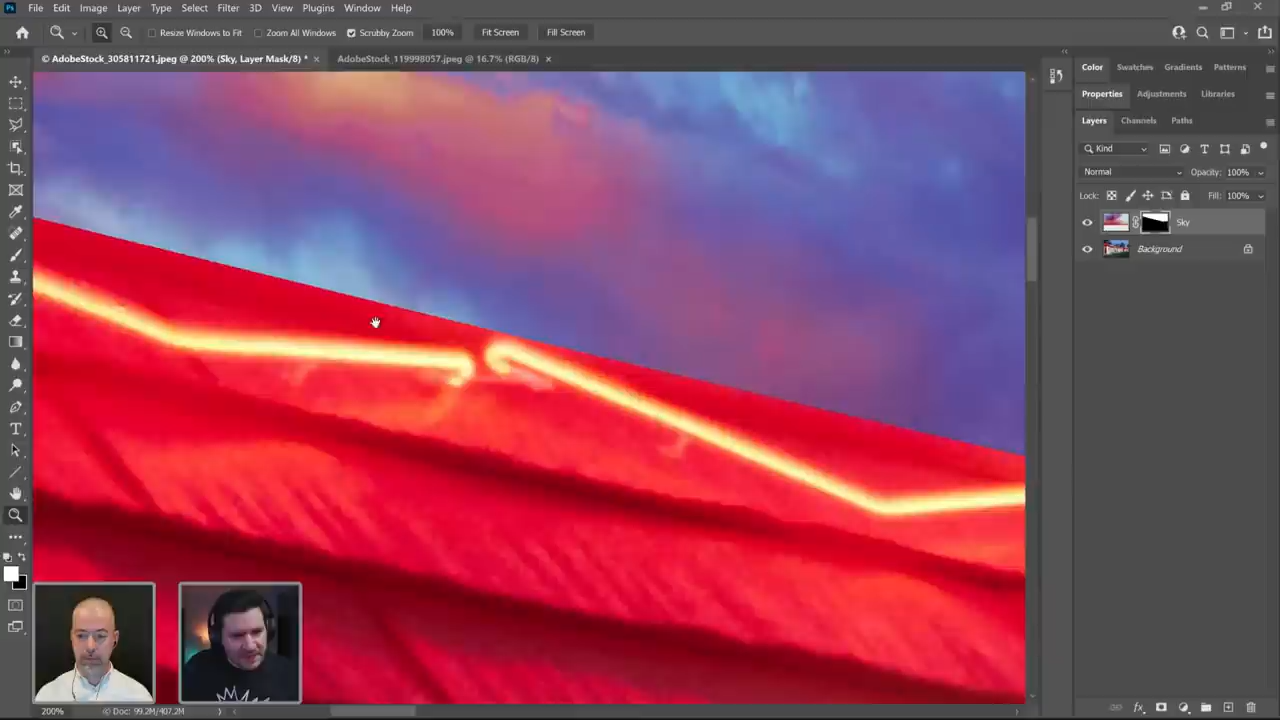 Ps File Edit Image Layer Type Select Filter 3D View Plugins Window Help
Resize Windows to Fit Zoom All Windows Scrubby Zoom 100% Fit Screen Fill Screen
© AdobeStock_305811721.jpeg @ 200% (Sky, Layer Mask/8) * × AdobeStock_119998057.jpeg @ 16.7% (RGB/8) ×
Color Swatches Gradients Patterns
Properties Adjustments Libraries
Layers Channels Paths
Kind
Normal Opacity: 100%
Lock: Fill: 100%
Sky
Background
200% © Doc: 99.2M/407.2M